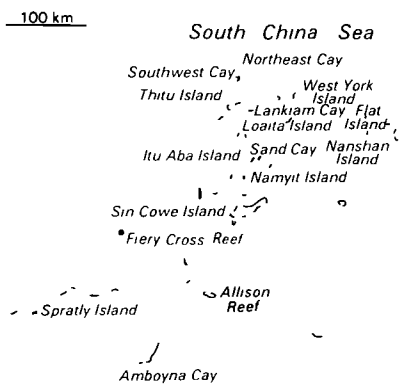 100 km
South China Sea
Northeast Cay
Southwest Cay
West York
Island
Thitu Island
Lankiam Cay
Flat
Island
Loaita Island
Sand Cay
Nanshan
Island
Itu Aba Island
Namyit Island
Sin Cowe Island
Fiery Cross Reef
Allison
Reef
Spratly Island
Amboyna Cay